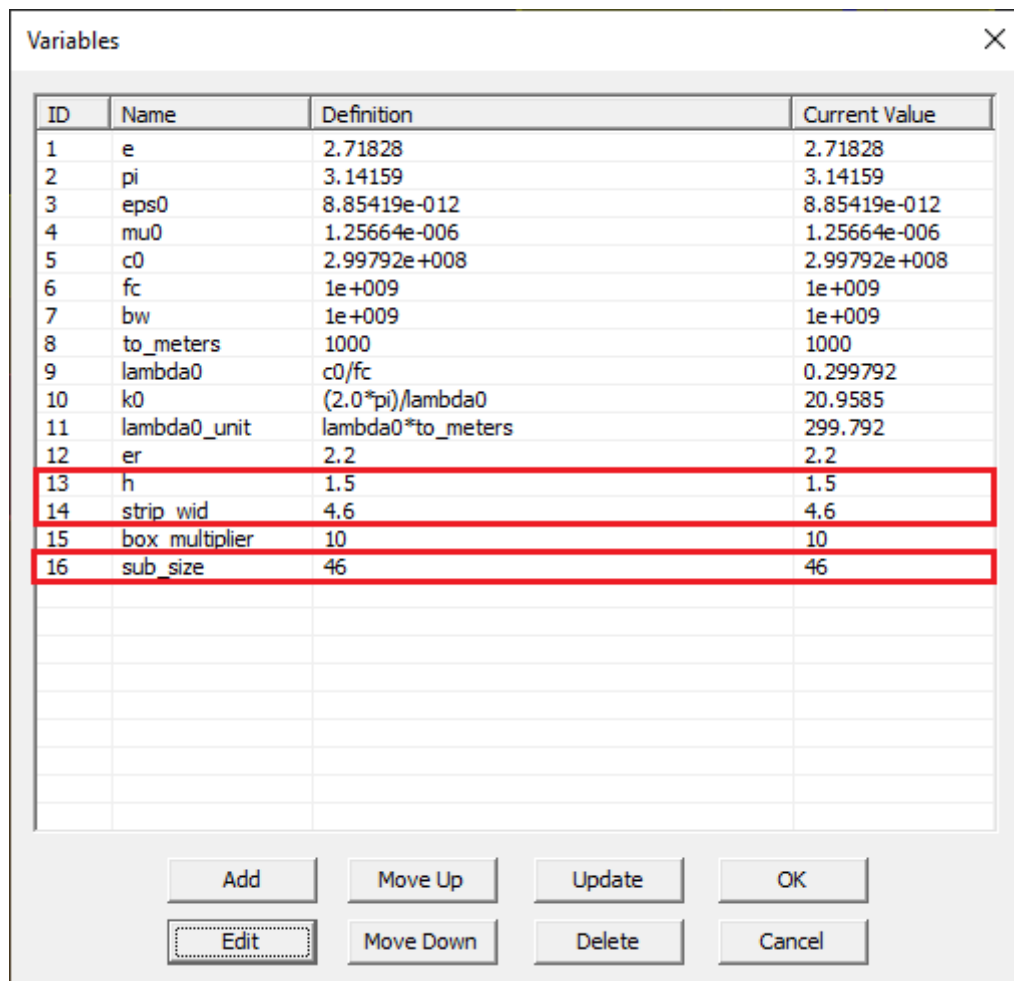 Variables
ID Name Definition Current Value
1 e 2.71828 2.71828
2 pi 3.14159 3.14159
3 eps0 8.85419e-012 8.85419e-012
4 mu0 1.25664e-006 1.25664e-006
5 c0 2.99792e+008 2.99792e+008
6 fc 1e+009 1e+009
7 bw 1e+009 1e+009
8 to_meters 1000 1000
9 lambda0 c0/fc 0.299792
10 k0 (2.0*pi)/lambda0 20.9585
11 lambda0_unit lambda0*to_meters 299.792
12 er 2.2 2.2
13 h 1.5 1.5
14 strip_wid 4.6 4.6
15 box_multiplier 10 10
16 sub_size 46 46
Add Move Up Update OK
Edit Move Down Delete Cancel